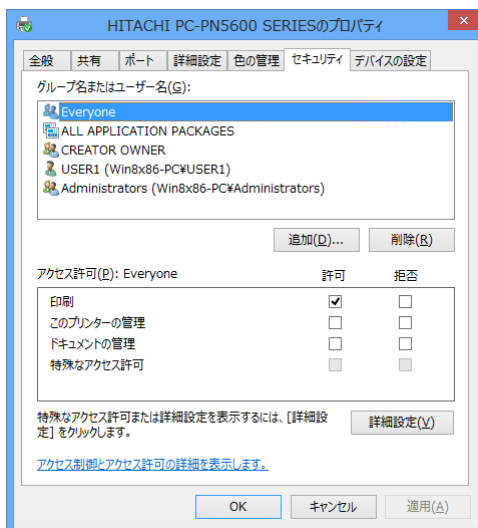 HITACHI PC-PN5600 SERIESのプロパティ
全般 共有 ポート 詳細設定 色の管理 セキュリティ デバイスの設定
グループ名またはユーザー名(G):
Everyone
ALL APPLICATION PACKAGES
CREATOR OWNER
USER1 (Win8x86-PC¥USER1)
Administrators (Win8x86-PC¥Administrators)
追加(D)... 削除(R)
アクセス許可(P): Everyone 許可 拒否
印刷
このプリンターの管理
ドキュメントの管理
特殊なアクセス許可
特殊なアクセス許可または詳細設定を表示するには、[詳細設
定] をクリックします。
詳細設定(V)
アクセス制御とアクセス許可の詳細を表示します。
OK キャンセル 適用(A)